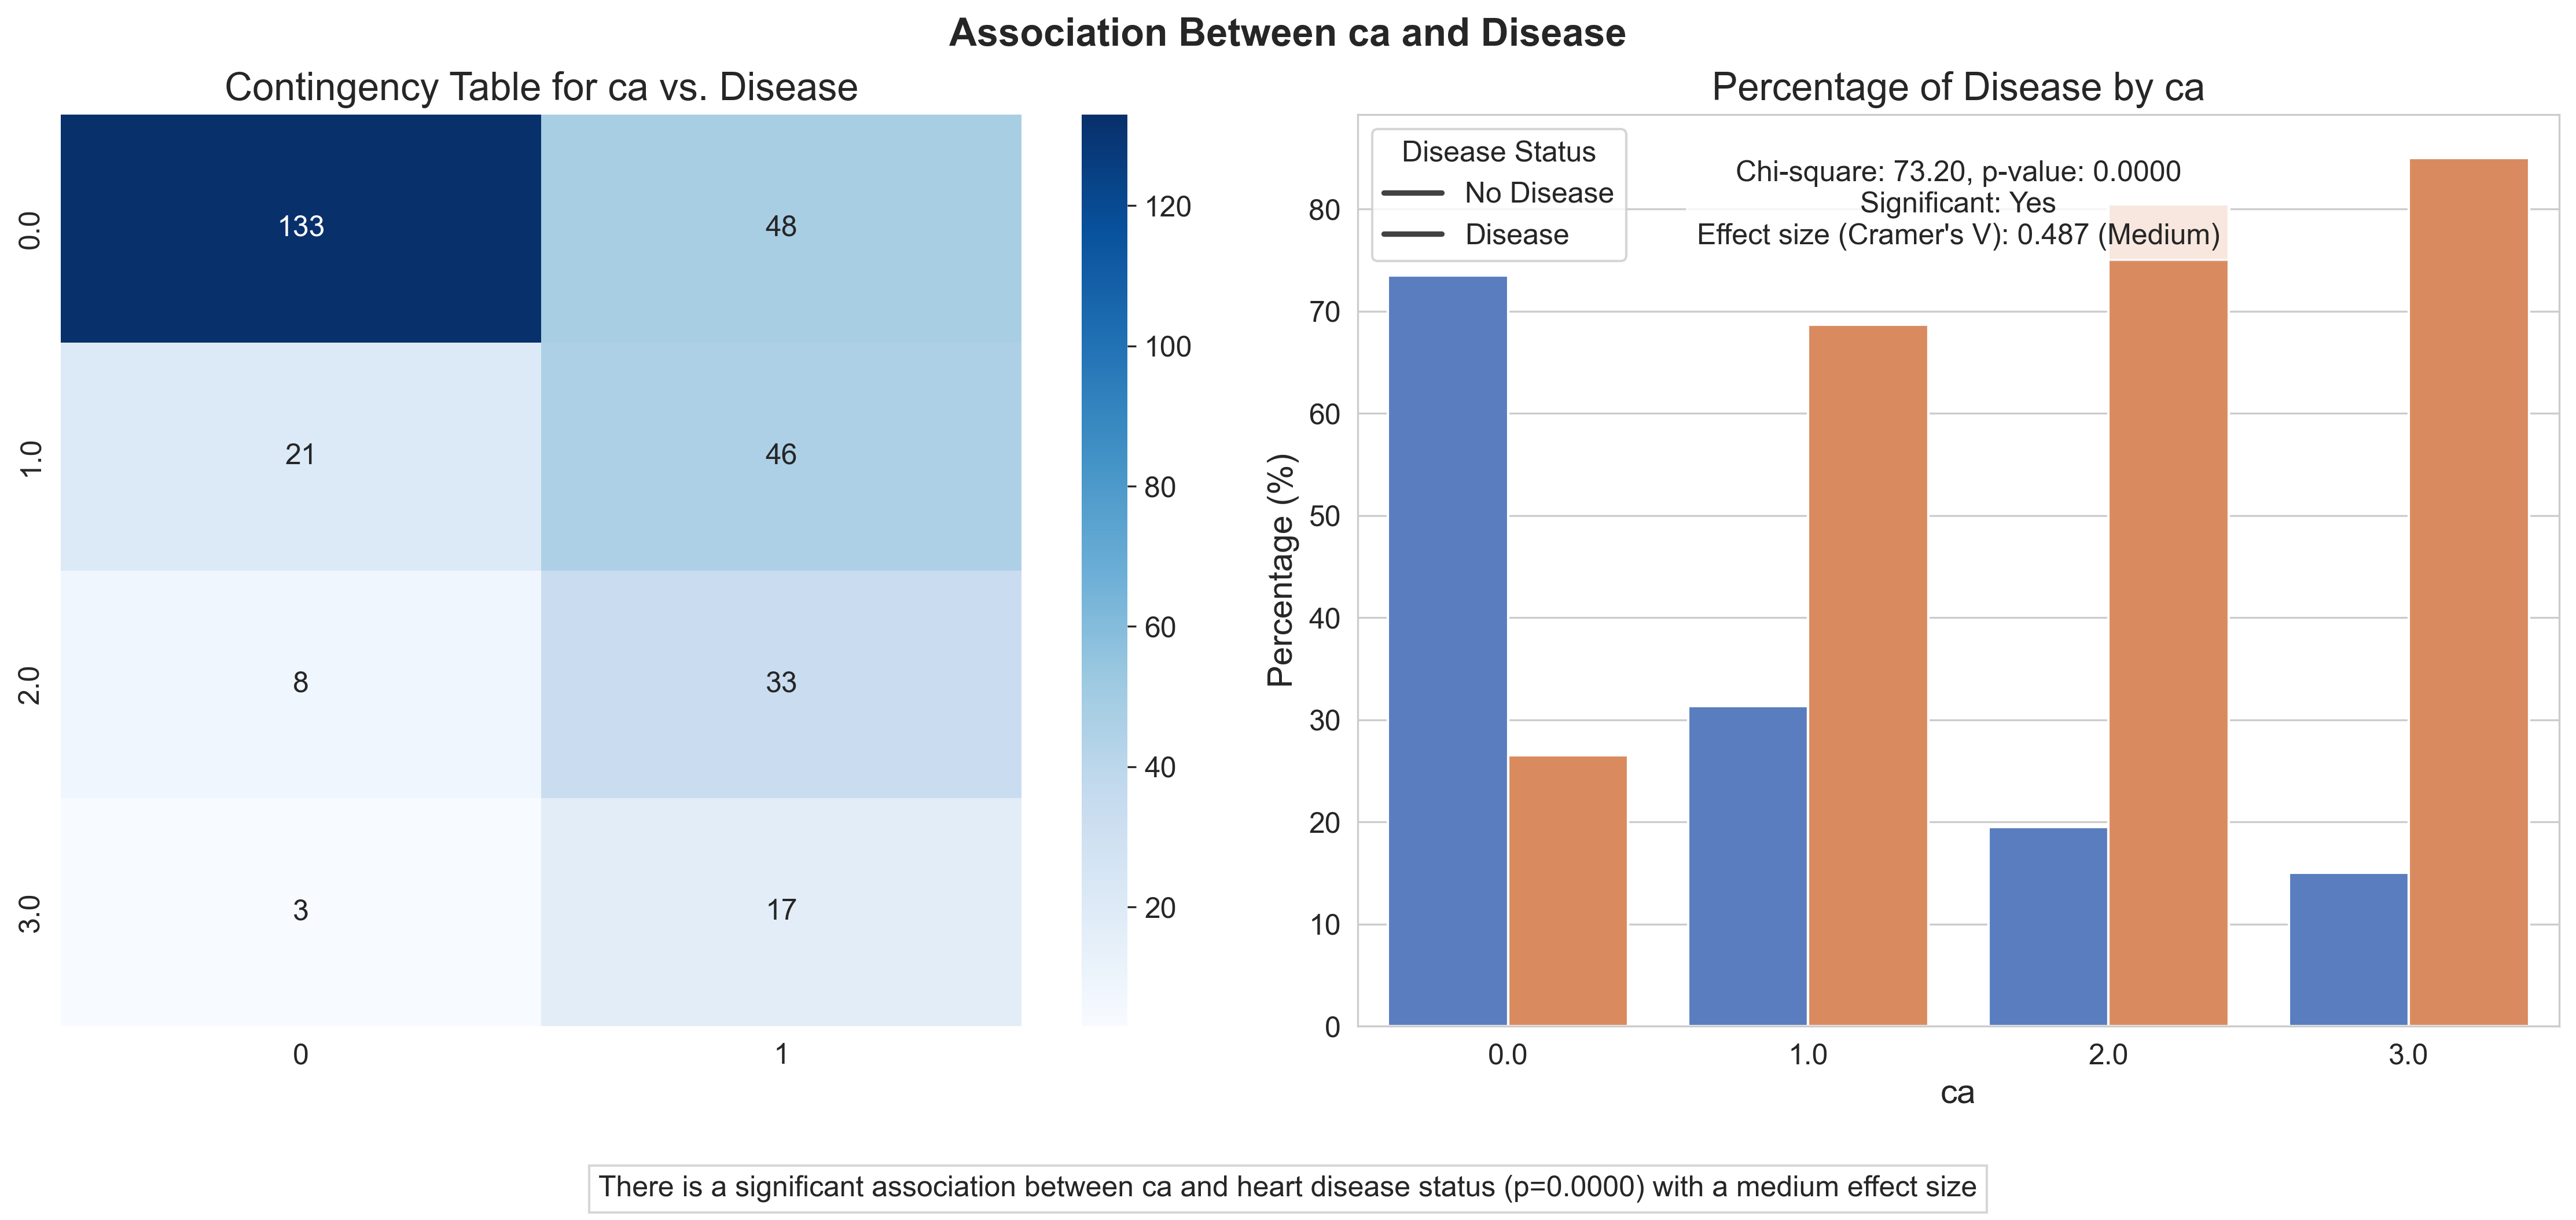 Association Between ca and Disease
Contingency Table for ca vs. Disease
0.0
1.0
2.0
3.0
133
48
21
46
8
33
3
17
0
1
120
100
80
60
40
20
Percentage of Disease by ca
Disease Status
No Disease
Disease
Chi-square: 73.20, p-value: 0.0000
Significant: Yes
Effect size (Cramer's V): 0.487 (Medium)
Percentage (%)
80
70
60
50
40
30
20
10
0
0.0
1.0
2.0
3.0
ca
There is a significant association between ca and heart disease status (p=0.0000) with a medium effect size